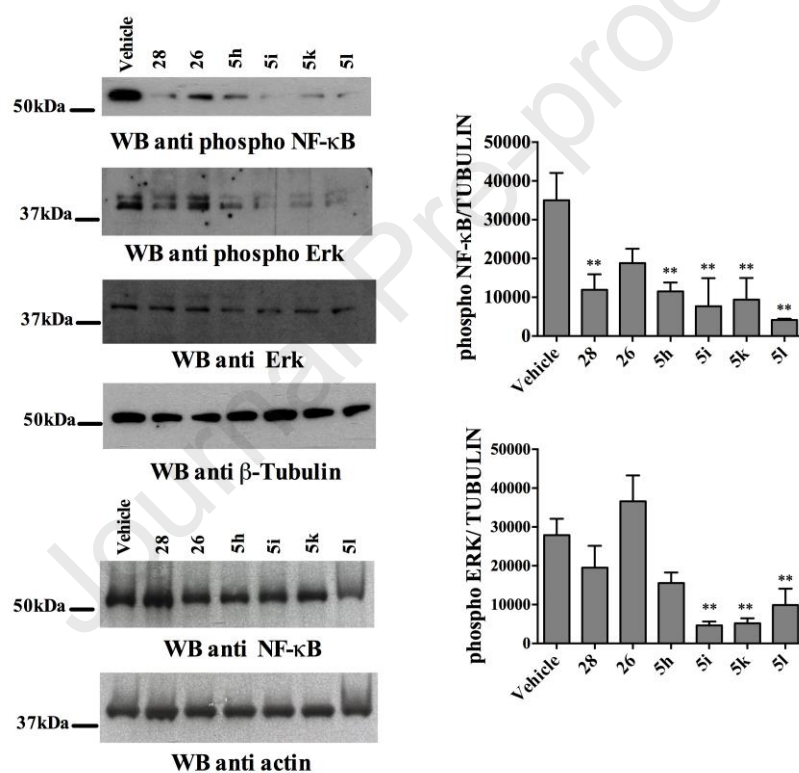 Vehicle 28 26 5h 5i 5k 5l
50kDa
WB anti phospho NF-κB
37kDa
WB anti phospho Erk
37kDa
WB anti Erk
50kDa
WB anti β-Tubulin
Vehicle 28 26 5h 5i 5k 5l
50kDa
WB anti NF-κB
37kDa
WB anti actin
Journal Pre-proo
phospho NF-κB/TUBULIN
50000
40000
30000
20000
10000
0
** ** ** ** **
Vehicle 28 26 5h 5i 5k 5l
phospho ERK/ TUBULIN
50000
40000
30000
20000
10000
0
** ** **
Vehicle 28 26 5h 5i 5k 5l